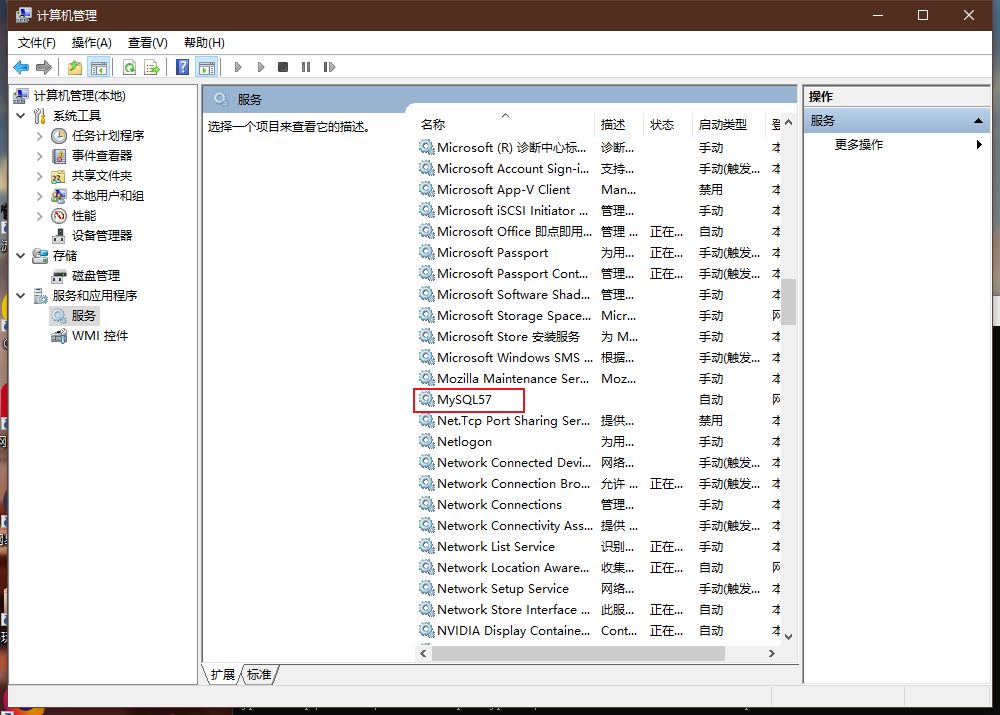 计算机管理
文件(F) 操作(A) 查看(V) 帮助(H)
计算机管理(本地)
系统工具
任务计划程序
事件查看器
共享文件夹
本地用户和组
性能
设备管理器
存储
磁盘管理
服务和应用程序
服务
WMI 控件
服务
选择一个项目来查看它的描述。
名称 描述 状态 启动类型 登
Microsoft (R) 诊断中心标... 诊断... 手动 本
Microsoft Account Sign-i... 支持... 手动(触发... 本
Microsoft App-V Client Man... 禁用 本
Microsoft iSCSI Initiator ... 管理... 手动 本
Microsoft Office 即点即用... 管理 ... 正在... 自动 本
Microsoft Passport 为用... 正在... 手动(触发... 本
Microsoft Passport Cont... 管理... 正在... 手动(触发... 本
Microsoft Software Shad... 管理... 手动 本
Microsoft Storage Space... Micr... 手动 网
Microsoft Store 安装服务 为 M... 手动 本
Microsoft Windows SMS ... 根据... 手动(触发... 本
Mozilla Maintenance Ser... Moz... 手动 本
MySQL57 自动 网
Net.Tcp Port Sharing Ser... 提供... 禁用 本
Netlogon 为用... 手动 本
Network Connected Devi... 网络... 手动(触发... 本
Network Connection Bro... 允许 ... 正在... 手动(触发... 本
Network Connections 管理... 手动 本
Network Connectivity Ass... 提供 ... 手动(触发... 本
Network List Service 识别... 正在... 手动 本
Network Location Aware... 收集... 正在... 自动 网
Network Setup Service 网络... 手动(触发... 本
Network Store Interface ... 此服... 正在... 自动 本
NVIDIA Display Containe... Cont... 正在... 自动 本
扩展 标准
操作
服务
更多操作